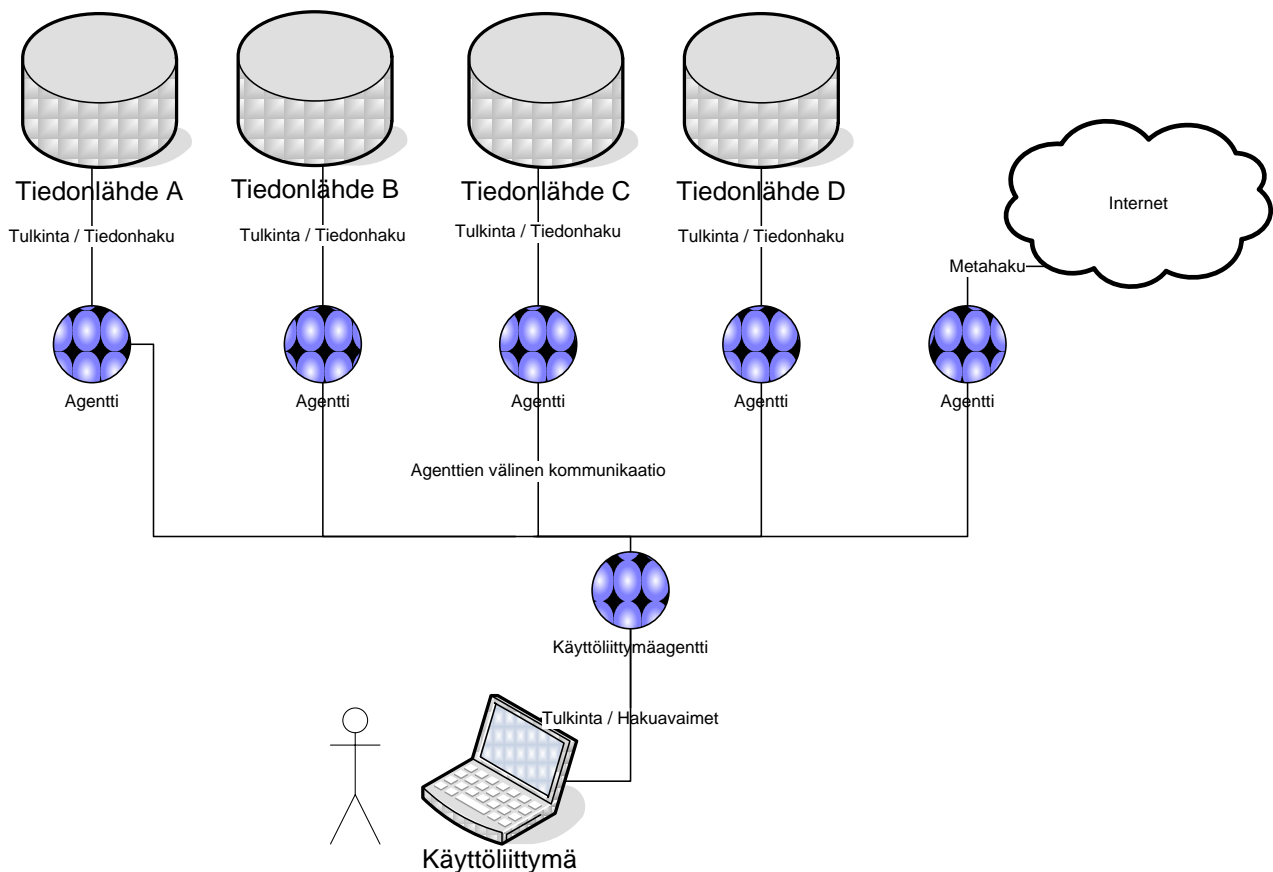 Tiedonlähde A
Tiedonlähde B
Tiedonlähde C
Tiedonlähde D
Tulkinta / Tiedonhaku
Tulkinta / Tiedonhaku
Tulkinta / Tiedonhaku
Tulkinta / Tiedonhaku
Internet
Metahaku
Agentti
Agentti
Agentti
Agentti
Agentti
Agenttien välinen kommunikaatio
Käyttöliittymäagentti
Tulkinta / Hakuavaimet
Käyttöliittymä